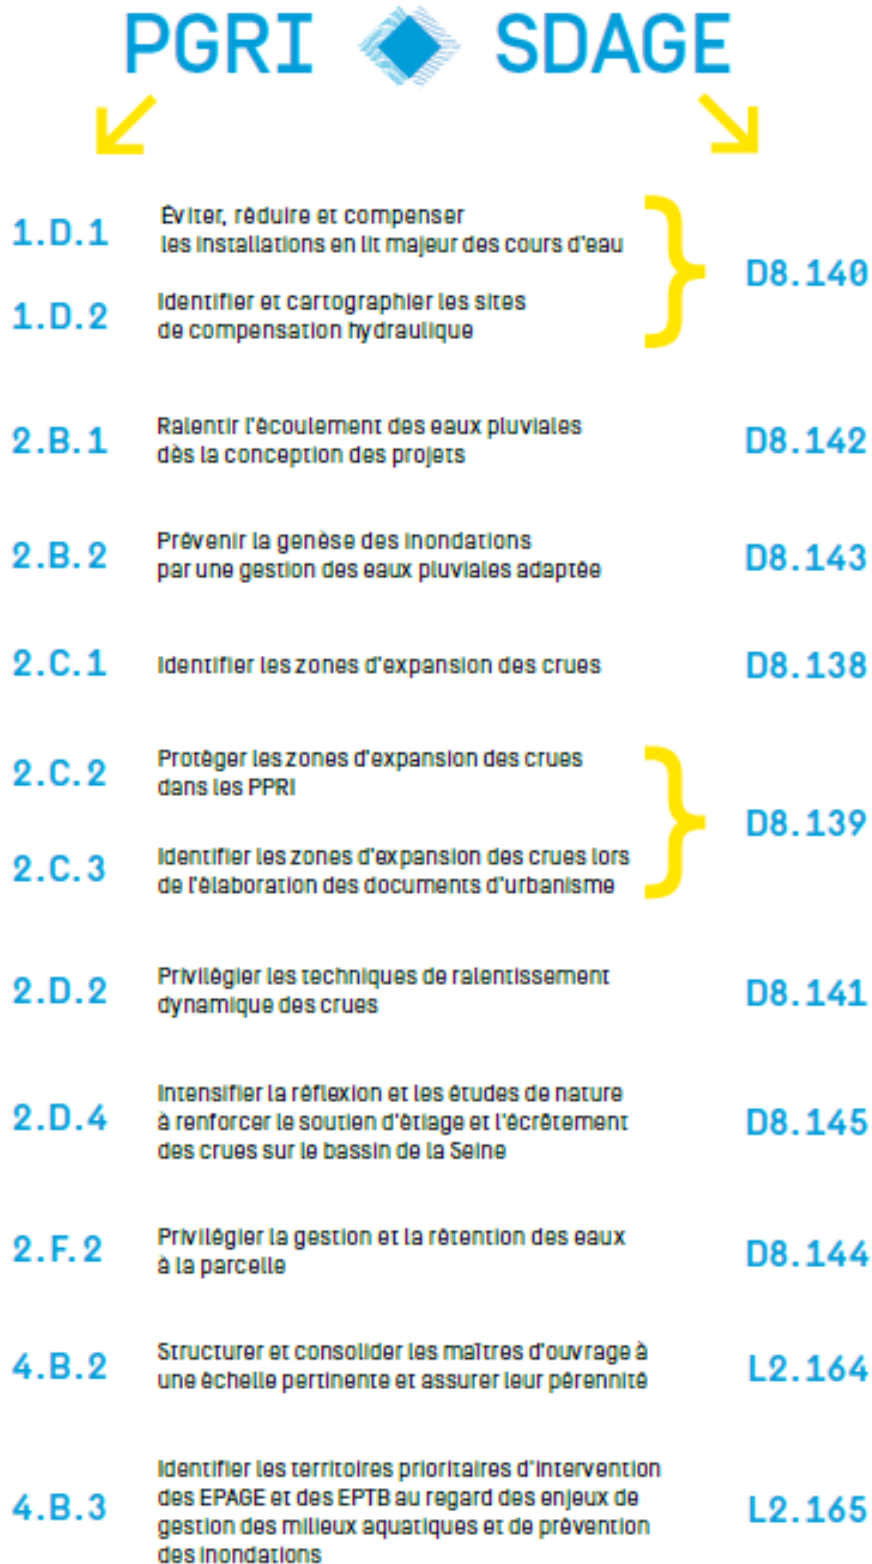 PGRI SDAGE
1.D.1 Éviter, réduire et compenser
les installations en lit majeur des cours d'eau
D8.140
1.D.2 Identifier et cartographier les sites
de compensation hydraulique
2.B.1 Ralentir l'écoulement des eaux pluviales
dès la conception des projets
D8.142
2.B.2 Prévenir la genèse des inondations
par une gestion des eaux pluviales adaptée
D8.143
2.C.1 Identifier les zones d'expansion des crues D8.138
2.C.2 Protéger les zones d'expansion des crues
dans les PPRI
D8.139
2.C.3 Identifier les zones d'expansion des crues lors
de l'élaboration des documents d'urbanisme
2.D.2 Privilégier les techniques de ralentissement
dynamique des crues
D8.141
2.D.4 Intensifier la réflexion et les études de nature
à renforcer le soutien d'étiage et l'écrêtement
des crues sur le bassin de la Seine
D8.145
2.F.2 Privilégier la gestion et la rétention des eaux
à la parcelle
D8.144
4.B.2 Structurer et consolider les maîtres d'ouvrage à
une échelle pertinente et assurer leur pérennité
L2.164
4.B.3 Identifier les territoires prioritaires d'intervention
des EPAGE et des EPTB au regard des enjeux de
gestion des milieux aquatiques et de prévention
des inondations
L2.165